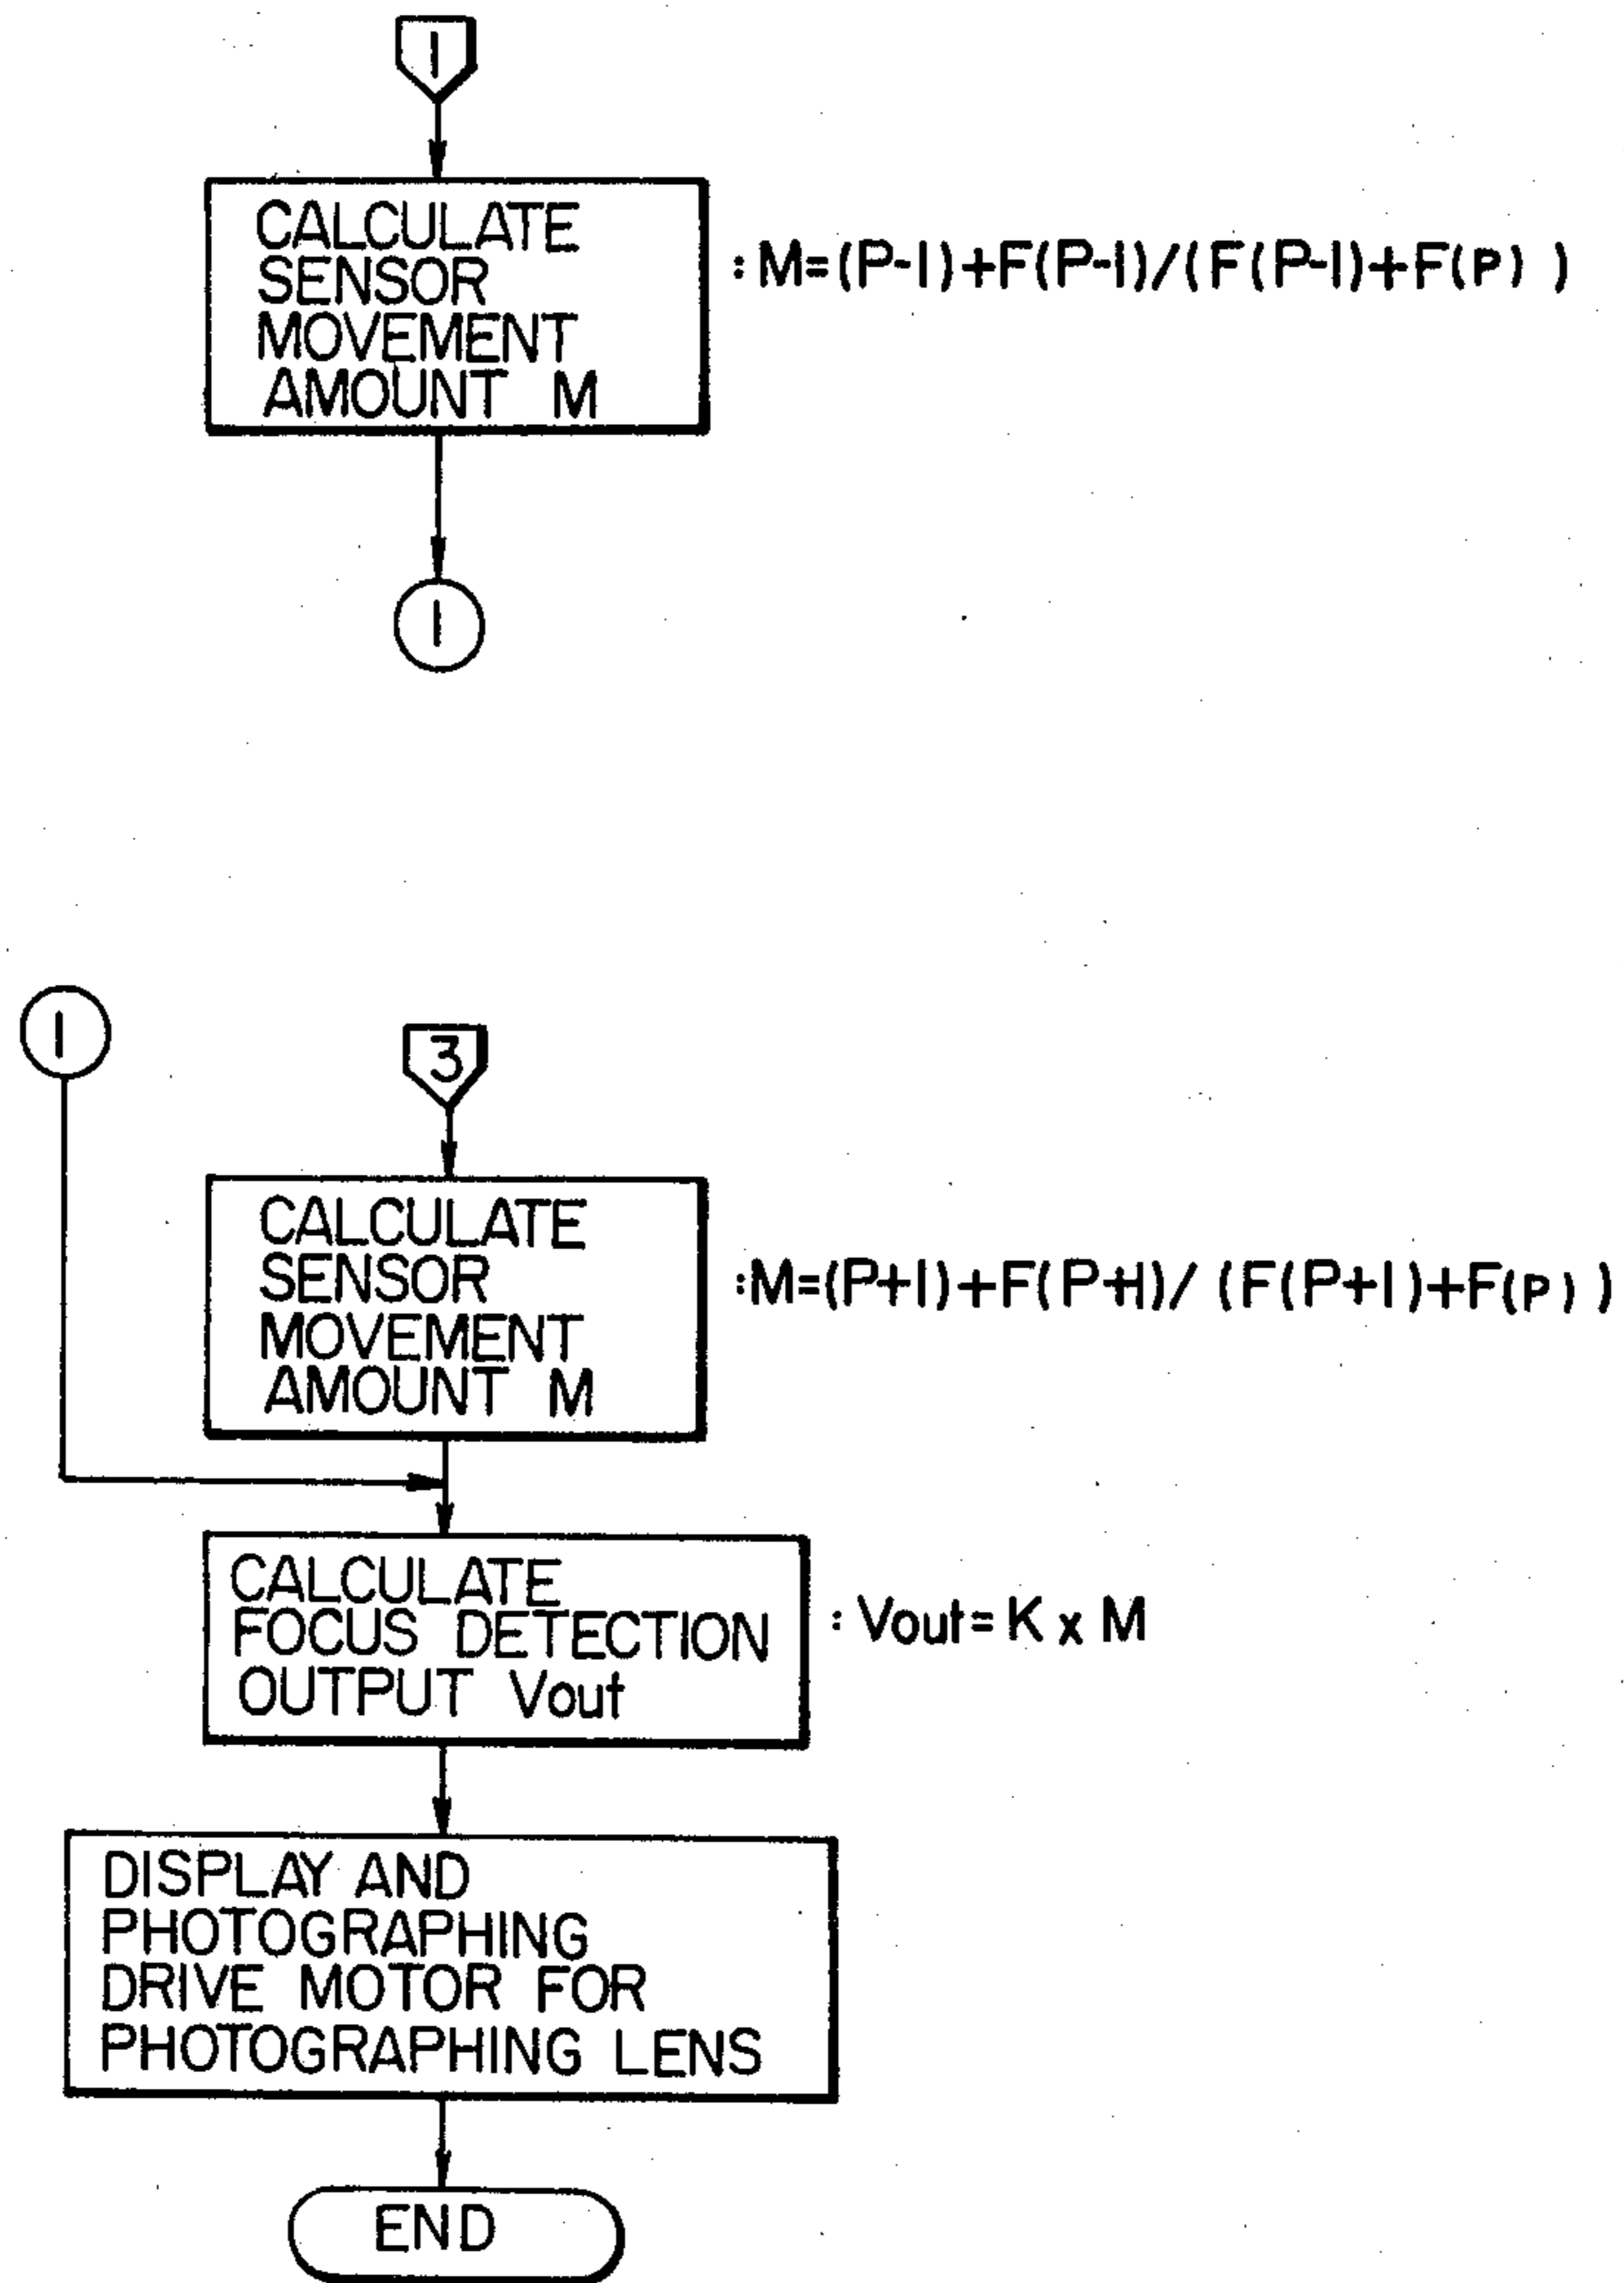 1
CALCULATE
SENSOR
MOVEMENT
AMOUNT M
: M=(P-1)+F(P-1)/(F(P-1)+F(P) )
1
1
3
CALCULATE
SENSOR
MOVEMENT
AMOUNT M
:M=(P+1)+F(P+1)/ (F(P+1)+F(P) )
CALCULATE
FOCUS DETECTION
OUTPUT Vout
: Vout= K x M
DISPLAY AND
PHOTOGRAPHING
DRIVE MOTOR FOR
PHOTOGRAPHING LENS
END